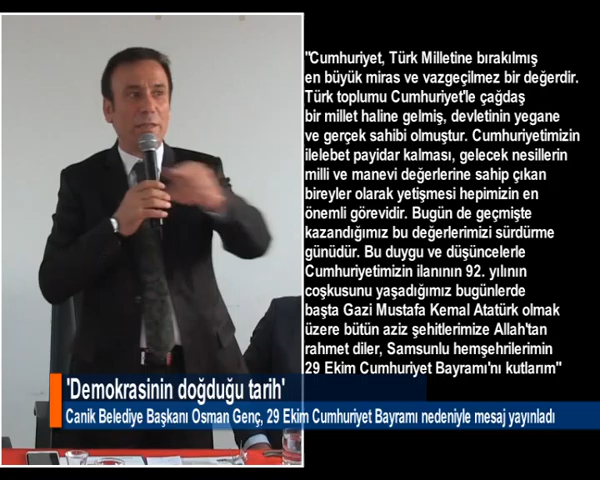 "Cumhuriyet, Türk Milletine bırakılmış
en büyük miras ve vazgeçilmez bir değerdir.
Türk toplumu Cumhuriyet'le çağdaş
bir millet haline gelmiş, devletinin yegane
ve gerçek sahibi olmuştur. Cumhuriyetimizin
ilelebet payidar kalması, gelecek nesillerin
milli ve manevi değerlerine sahip çıkan
bireyler olarak yetişmesi hepimizin en
önemli görevidir. Bugün de geçmişte
kazandığımız bu değerlerimizi sürdürme
günüdür. Bu duygu ve düşüncelerle
Cumhuriyetimizin ilanının 92. yılının
coşkusunu yaşadığımız bugünlerde
başta Gazi Mustafa Kemal Atatürk olmak
üzere bütün aziz şehitlerimize Allah'tan
rahmet diler, Samsunlu hemşehrilerimin
29 Ekim Cumhuriyet Bayramı'nı kutlarım"
'Demokrasinin doğduğu tarih'
Canik Belediye Başkanı Osman Genç, 29 Ekim Cumhuriyet Bayramı nedeniyle mesaj yayınladı